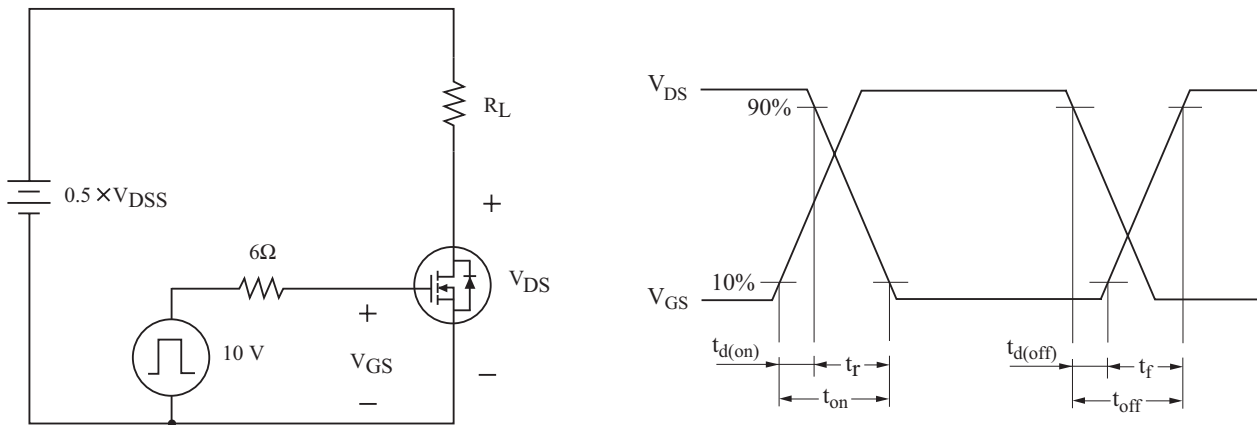 R_L
0.5 ×V_DSS
+
6Ω
V_DS
+
10 V
V_GS
−
−
V_DS
90%
10%
V_GS
t_d(on)
t_r
t_d(off)
t_f
t_on
t_off